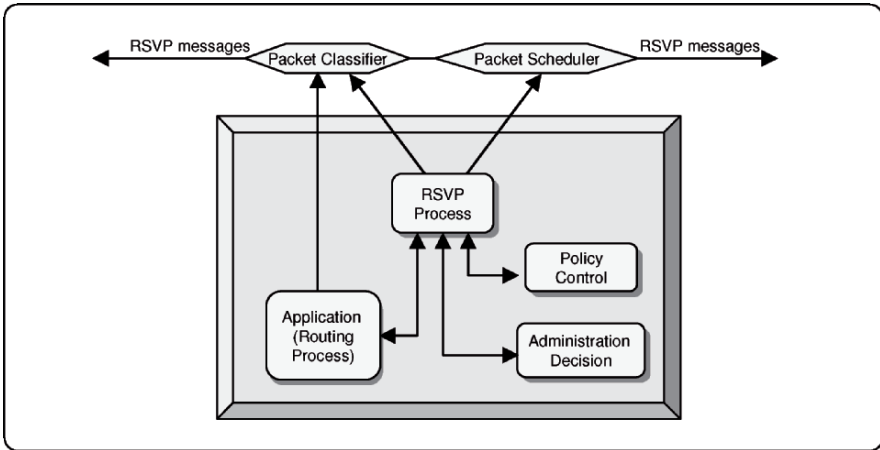 RSVP messages
Packet Classifier
Packet Scheduler
RSVP messages
RSVP
Process
Policy
Control
Application
(Routing
Process)
Administration
Decision